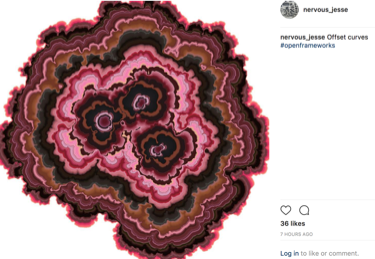 nervous_jesse
nervous_jesse Offset curves
#openframeworks
36 likes
7 HOURS AGO
Log in to like or comment.